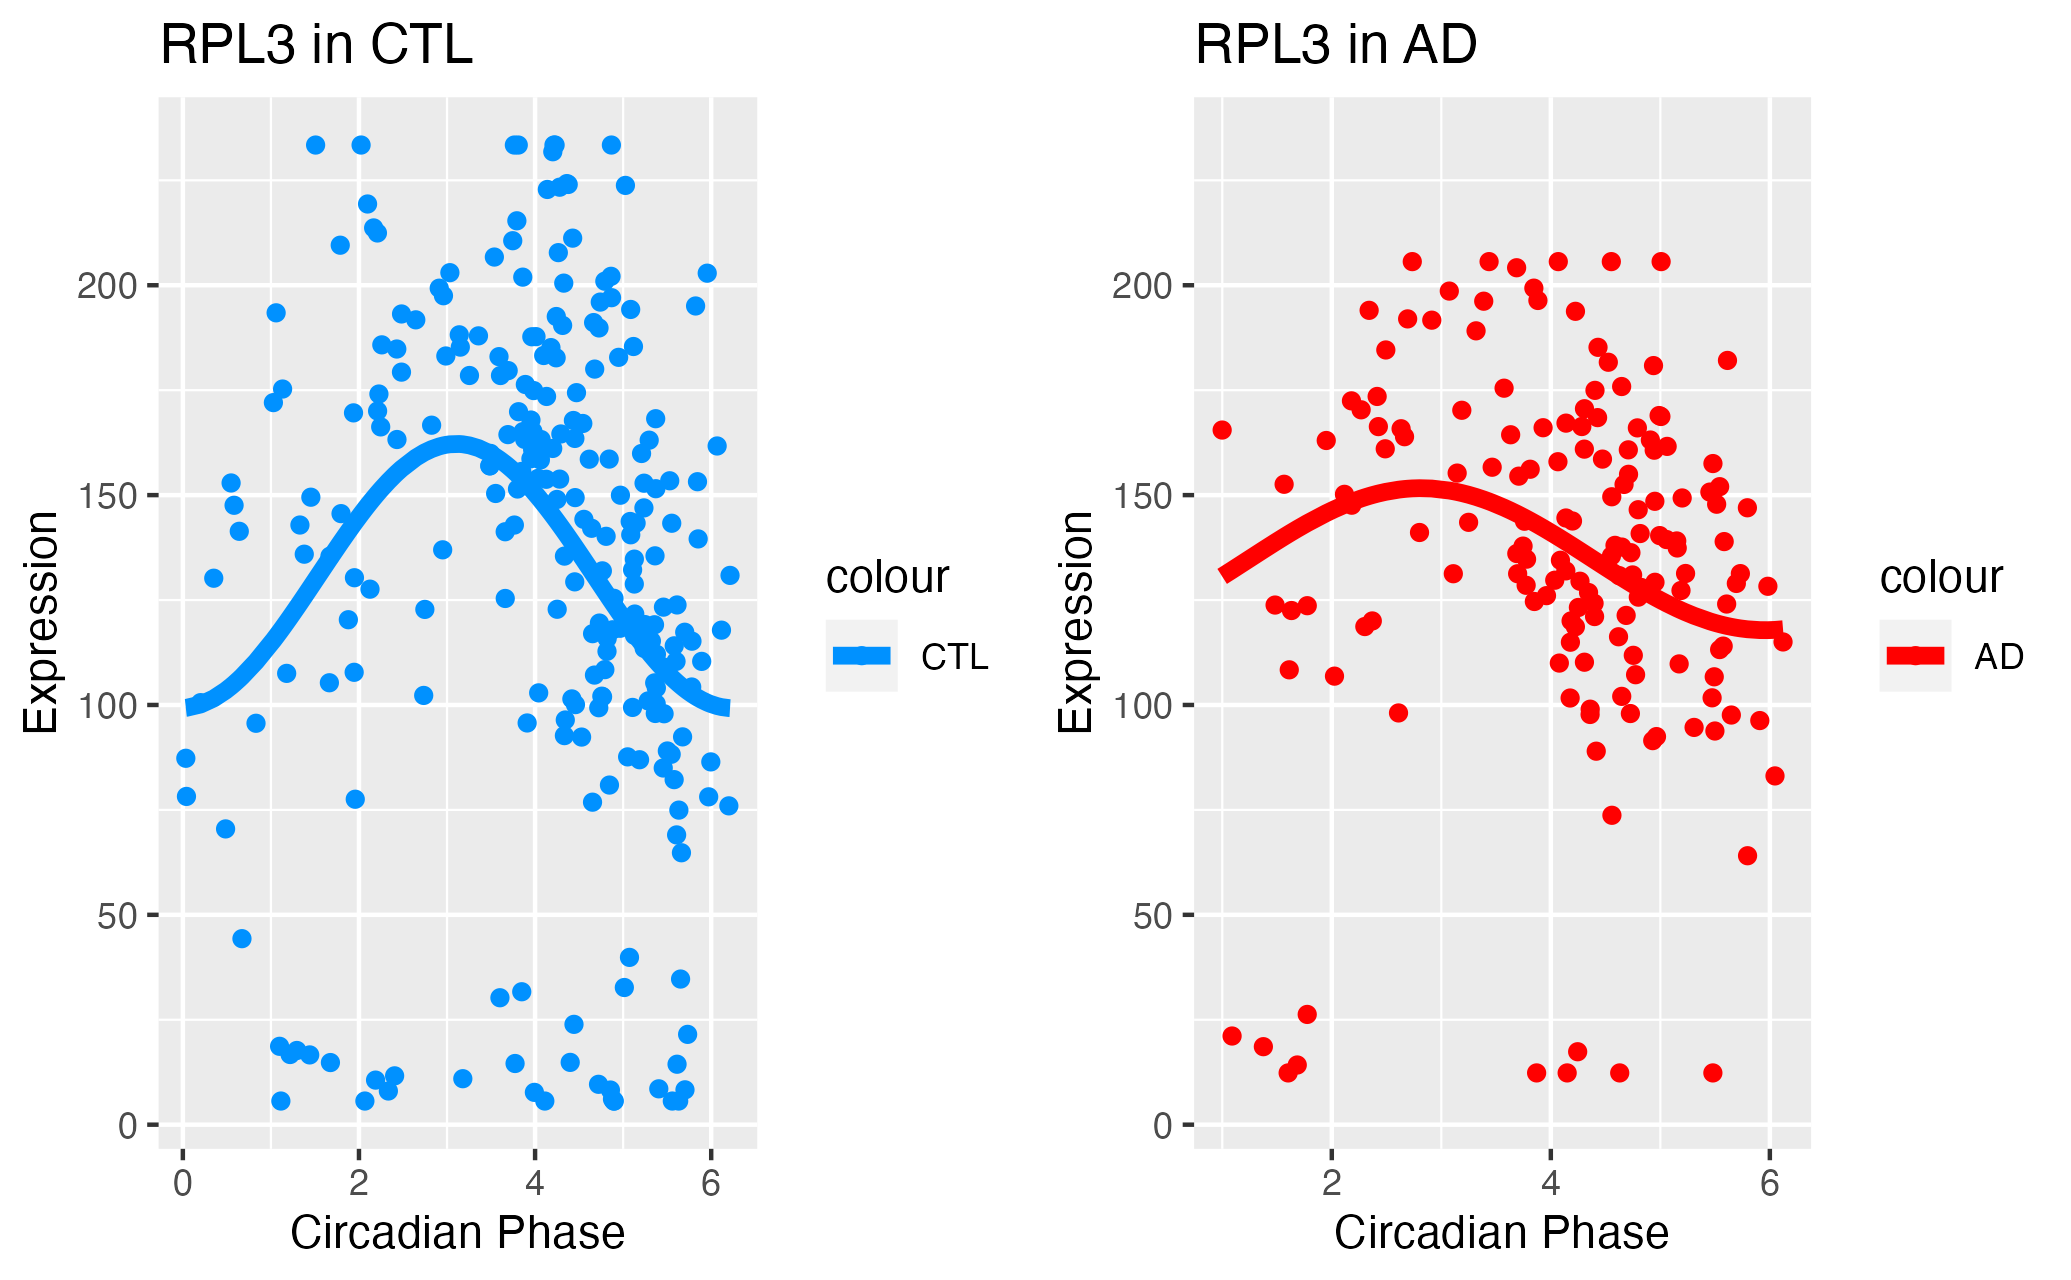 RPL3 in CTL
Expression
200
150
100
50
0
0 2 4 6
Circadian Phase
colour
CTL
RPL3 in AD
Expression
200
150
100
50
0
2 4 6
Circadian Phase
colour
AD